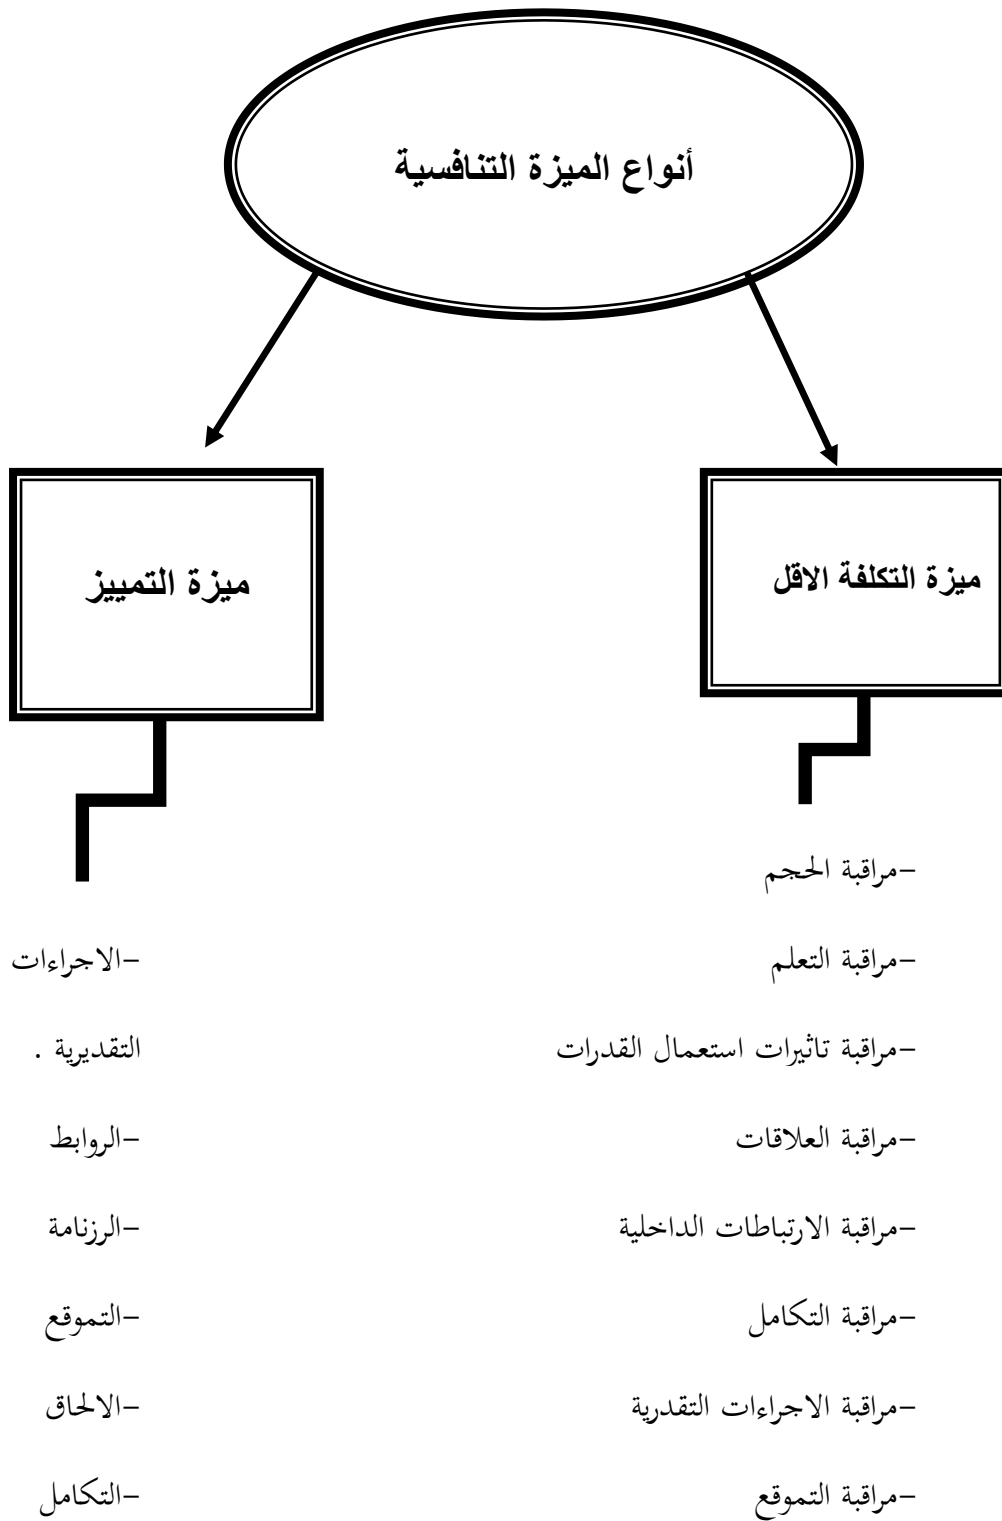 أنواع الميزة التنافسية
ميزة التكلفة الاقل
ميزة التمييز
-مراقبة الحجم
-مراقبة التعلم
-مراقبة تاثيرات استعمال القدرات
-مراقبة العلاقات
-مراقبة الارتباطات الداخلية
-مراقبة التكامل
-مراقبة الاجراءات التقدرية
-مراقبة التموقع
-الاجراءات
التقديرية .
-الروابط
-الرزنامة
-التموقع
-الالحاق
-التكامل